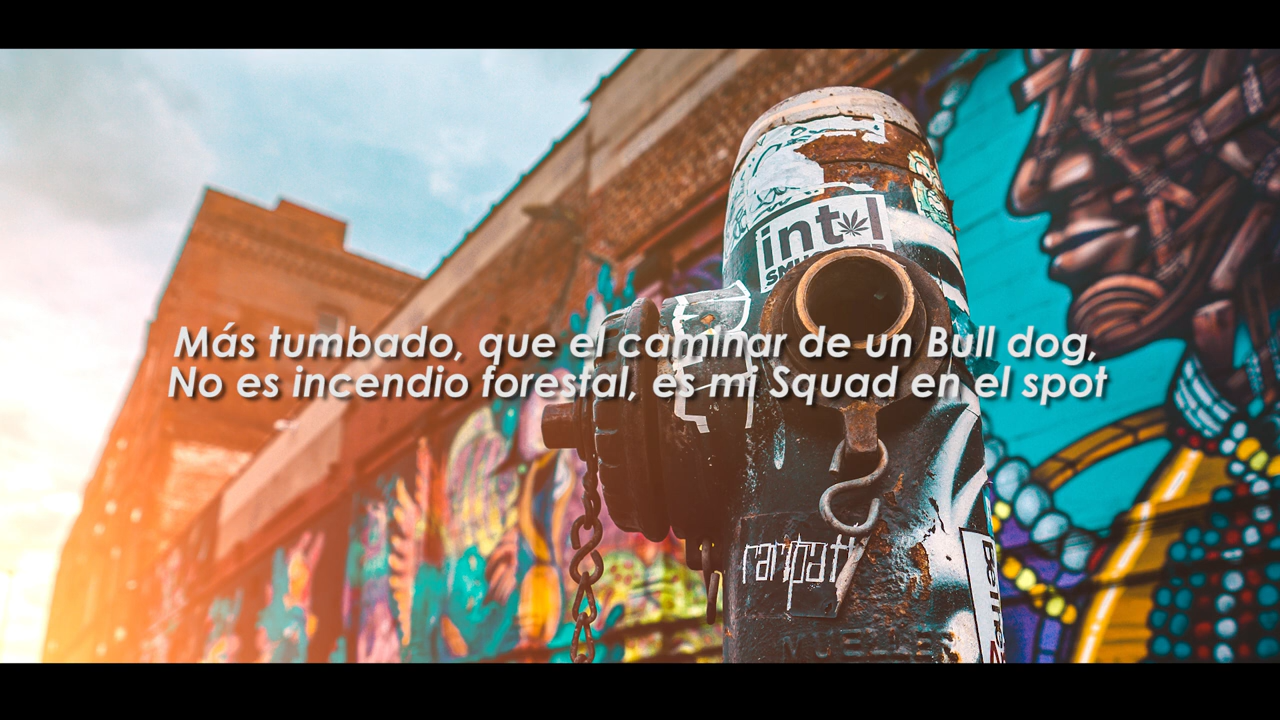 intl
Más tumbado, que el caminar de un Bull dog,
No es incendio forestal, es mi Squad en el spot
MUELLER